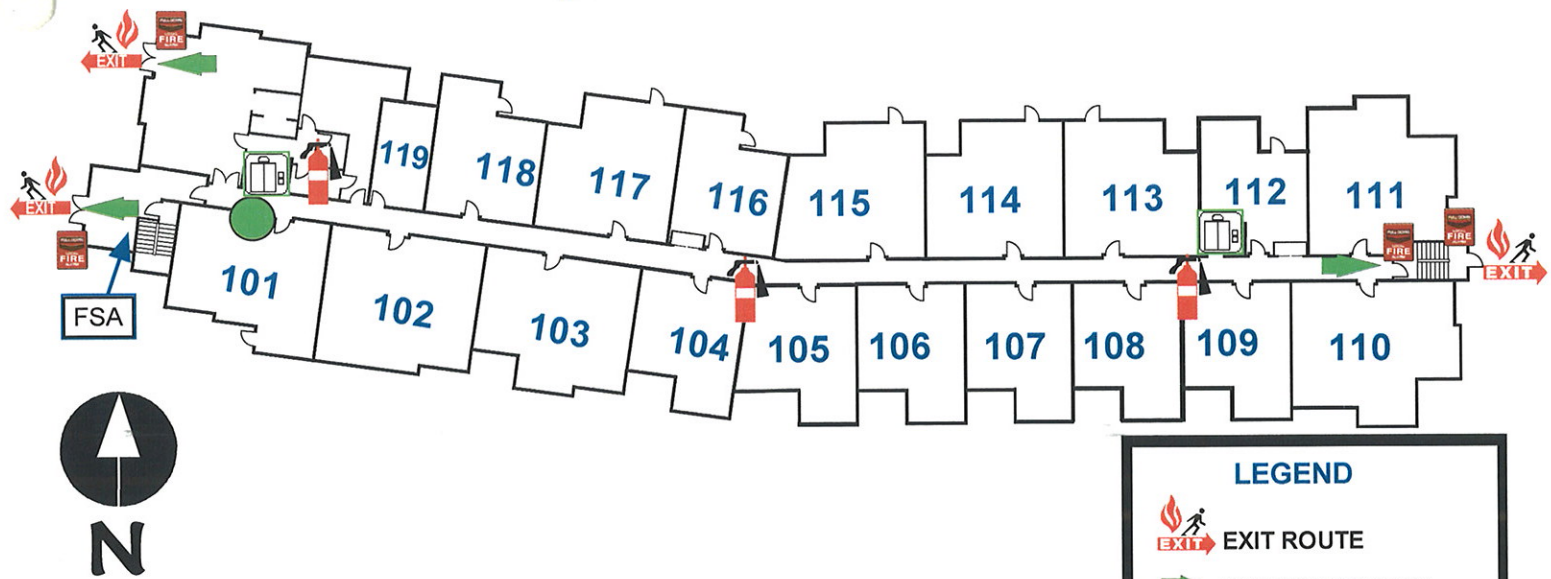 FIRE
EXIT
119
118
117
116
115
114
113
112
111
EXIT
FIRE
FIRE
FIRE
EXIT
101
102
103
104
105
106
107
108
109
110
FSA
N
LEGEND
EXIT EXIT ROUTE